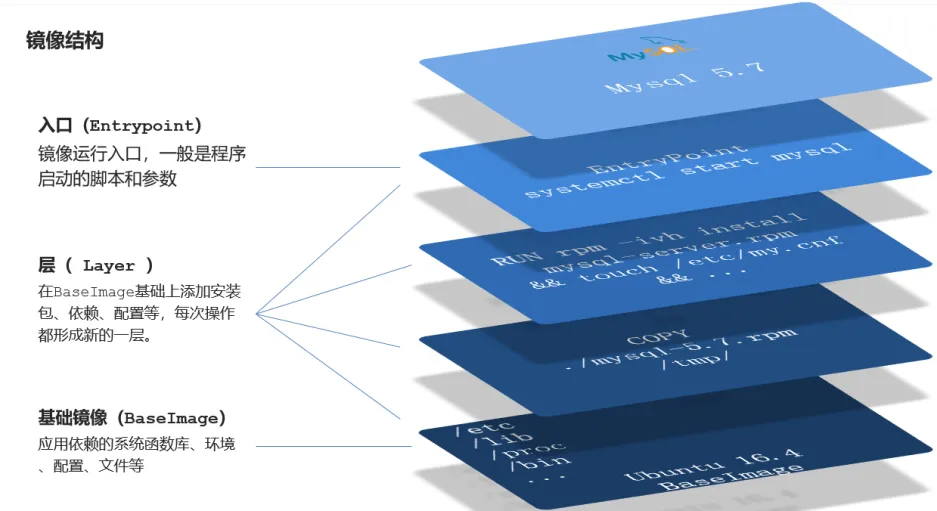 镜像结构
入口（Entrypoint）
镜像运行入口，一般是程序
启动的脚本和参数
层（ Layer ）
在BaseImage基础上添加安装
包、依赖、配置等，每次操作
都形成新的一层。
基础镜像（BaseImage）
应用依赖的系统函数库、环境
、配置、文件等
MySQL
Mysql 5.7
EntryPoint
systemctl start mysql
RUN rpm -ivh install
mysql-server.rpm
&& touch /etc/my.cnf
&& ...
COPY
./mysql-5.7.rpm
/tmp/
/etc
/lib
/proc
/bin
...
Ubuntu 16.4
BaseImage